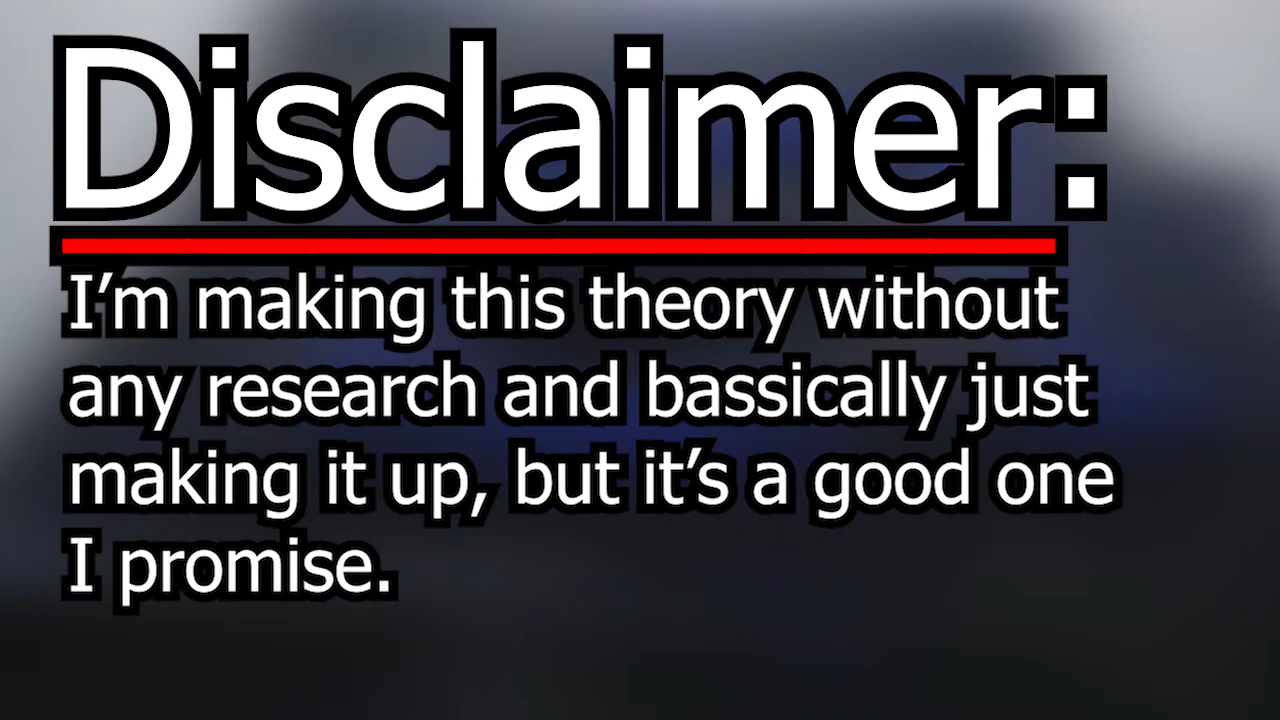 Disclaimer:
I’m making this theory without
any research and bassically just
making it up, but it’s a good one
I promise.